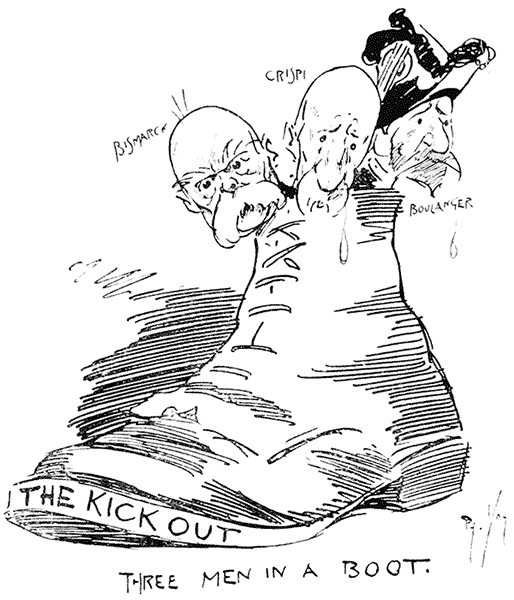 CRISPI
BISMARCK
BOULANGER
THE KICK OUT
THREE MEN IN A BOOT.